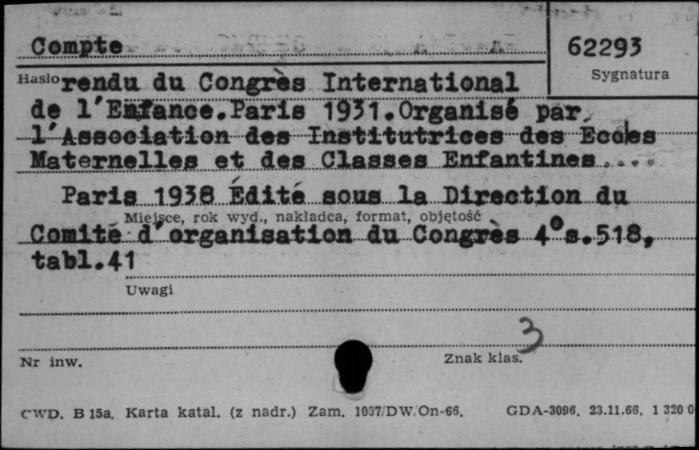 Compte
62293
Sygnatura
Hasło rendu du Congrès International
de l'Enfance.Paris 1931.Organisé par
l'Association des Institutrices des Ecoles
Maternelles et des Classes Enfantines....
Paris 1938 Édité sous la Direction du
Miejsce, rok wyd., nakładca, format, objętość
Comité d'organisation du Congrès 4° s.518,
tabl.41
Uwagi
3
Nr inw.
Znak klas.
CWD. B 15a. Karta katal. (z nadr.) Zam. 1007/DW/On-66. GDA-3096. 23.11.66. 1 320 0